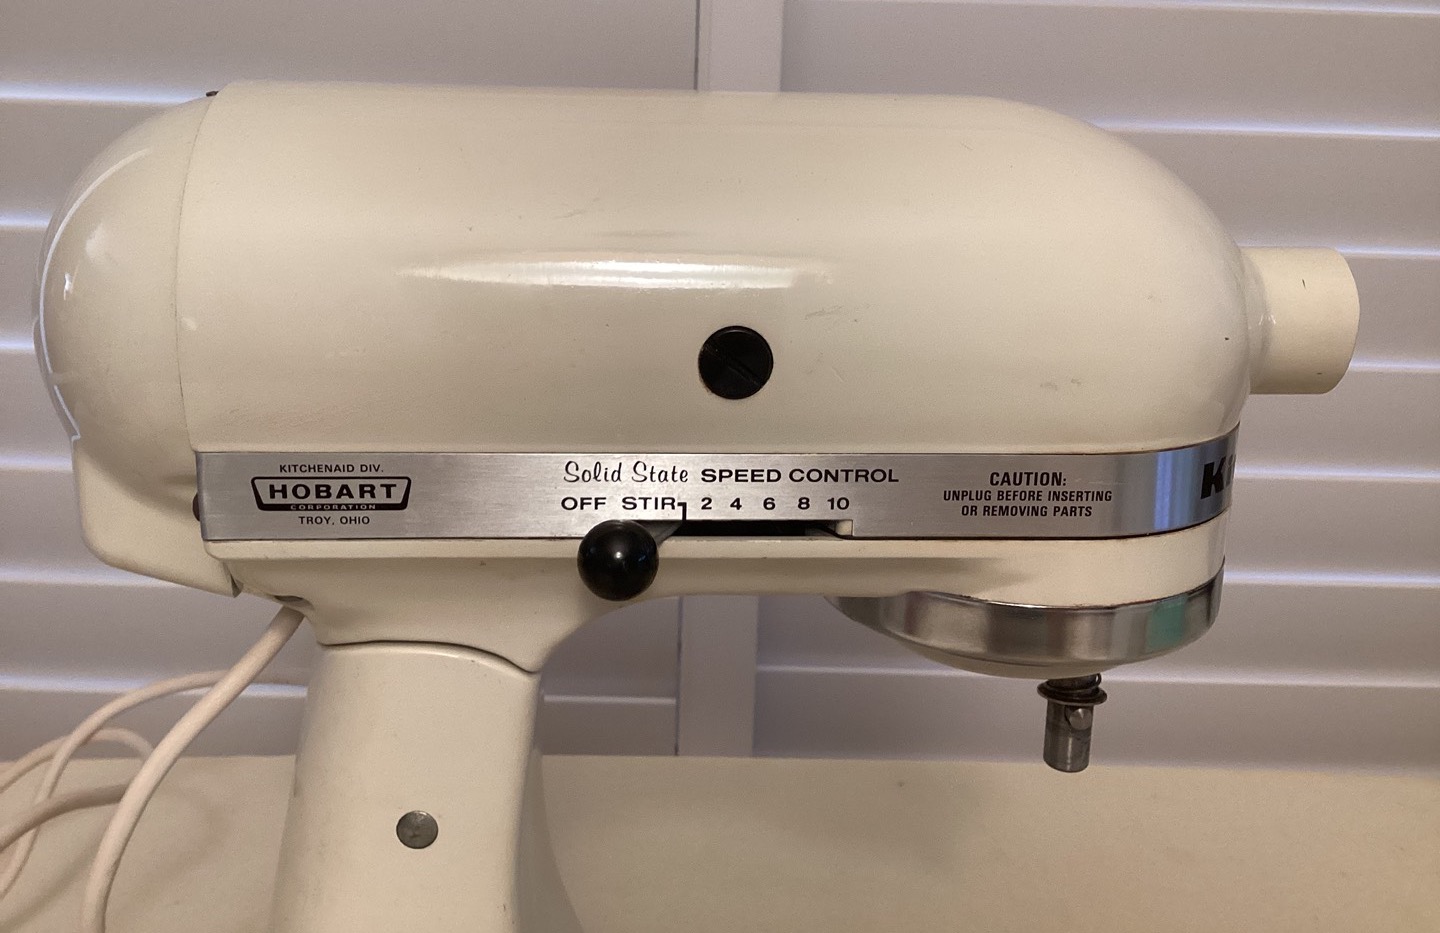 KITCHENAID DIV.
HOBART
CORPORATION
TROY, OHIO
Solid State SPEED CONTROL
OFF STIR 2 4 6 8 10
CAUTION:
UNPLUG BEFORE INSERTING
OR REMOVING PARTS
Ki